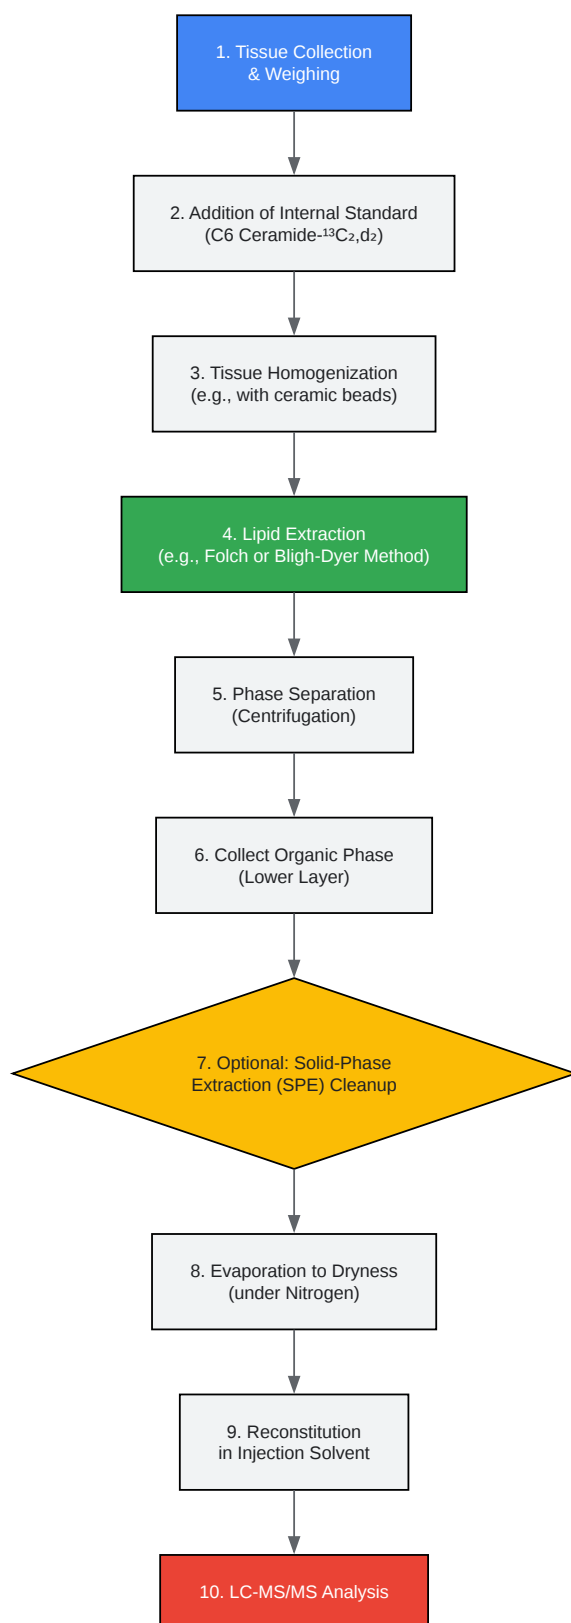 1. Tissue Collection
& Weighing
2. Addition of Internal Standard
(C6 Ceramide-¹³C₂,d₂)
3. Tissue Homogenization
(e.g., with ceramic beads)
4. Lipid Extraction
(e.g., Folch or Bligh-Dyer Method)
5. Phase Separation
(Centrifugation)
6. Collect Organic Phase
(Lower Layer)
7. Optional: Solid-Phase
Extraction (SPE) Cleanup
8. Evaporation to Dryness
(under Nitrogen)
9. Reconstitution
in Injection Solvent
10. LC-MS/MS Analysis